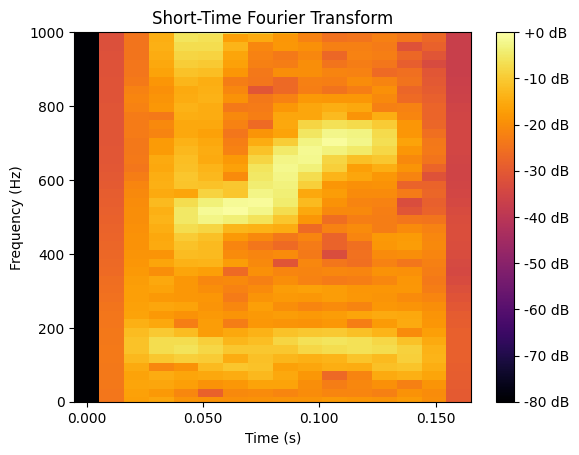 Short-Time Fourier Transform
1000
800
600
400
200
0
Frequency (Hz)
0.000
0.050
0.100
0.150
Time (s)
+0 dB
-10 dB
-20 dB
-30 dB
-40 dB
-50 dB
-60 dB
-70 dB
-80 dB